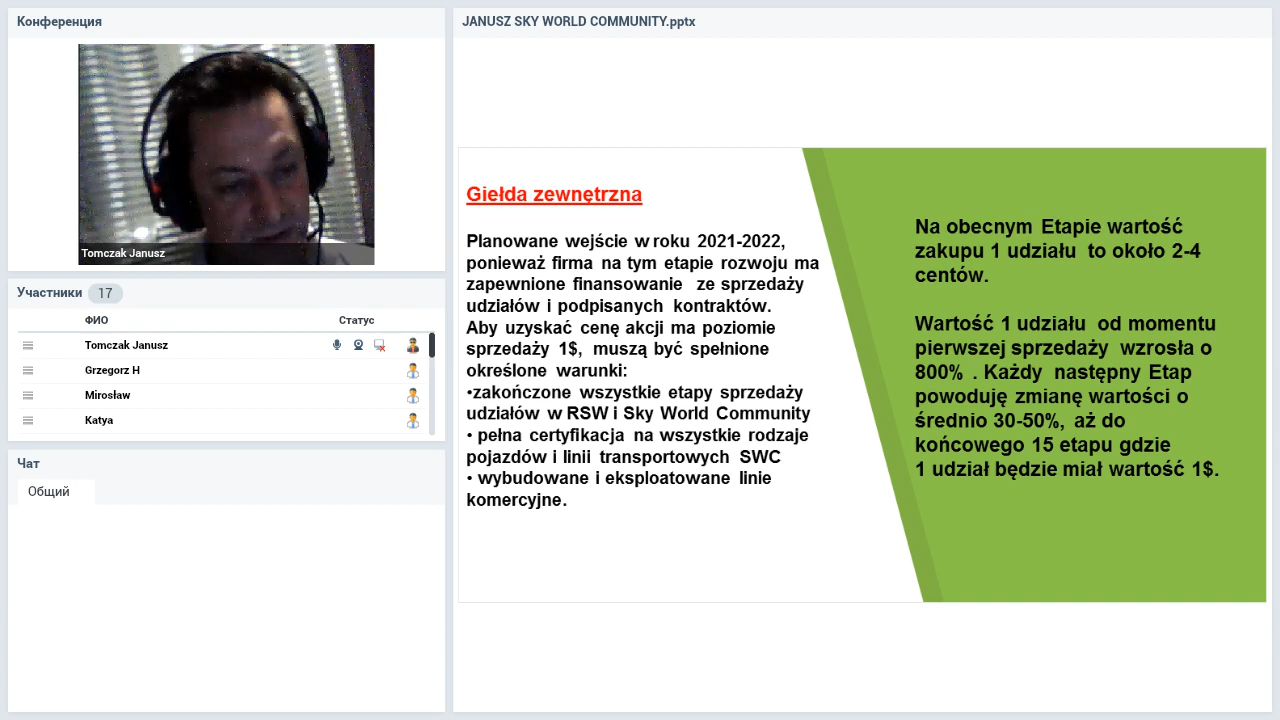 Конференция
Tomczak Janusz
Участники 17
ФИО Статус
Tomczak Janusz
Grzegorz H
Mirosław
Katya
Чат
Общий
JANUSZ SKY WORLD COMMUNITY.pptx
Giełda zewnętrzna
Planowane wejście w roku 2021-2022,
ponieważ firma na tym etapie rozwoju ma
zapewnione finansowanie ze sprzedaży
udziałów i podpisanych kontraktów.
Aby uzyskać cenę akcji ma poziomie
sprzedaży 1$, muszą być spełnione
określone warunki:
•zakończone wszystkie etapy sprzedaży
udziałów w RSW i Sky World Community
• pełna certyfikacja na wszystkie rodzaje
pojazdów i linii transportowych SWC
• wybudowane i eksploatowane linie
komercyjne.
Na obecnym Etapie wartość
zakupu 1 udziału to około 2-4
centów.
Wartość 1 udziału od momentu
pierwszej sprzedaży wzrosła o
800% . Każdy następny Etap
powoduję zmianę wartości o
średnio 30-50%, aż do
końcowego 15 etapu gdzie
1 udział będzie miał wartość 1$.